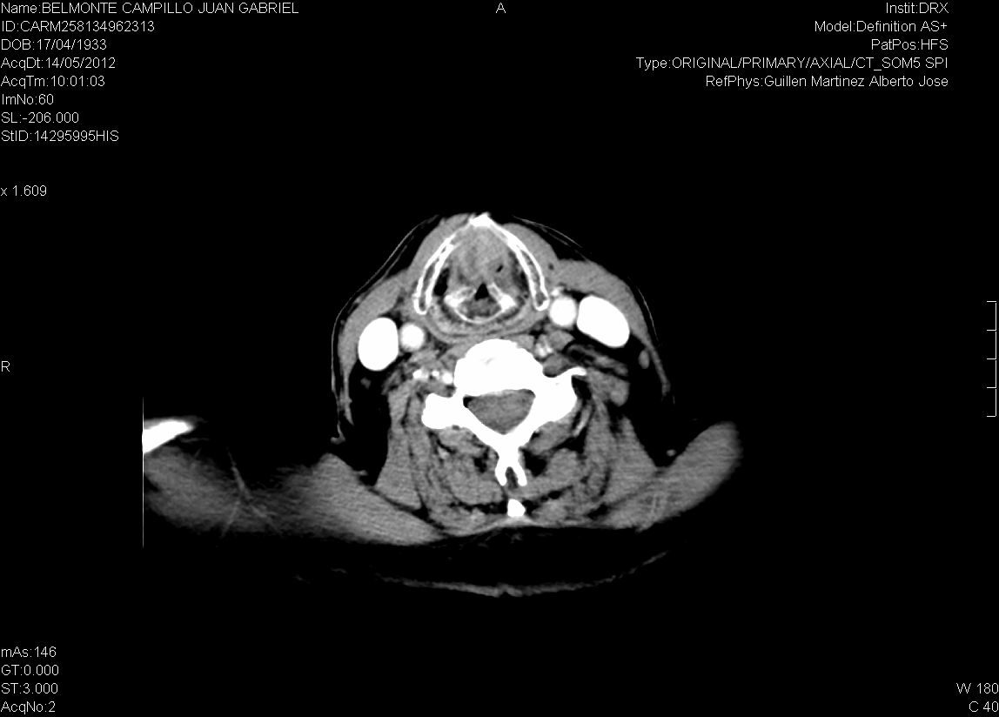 Name:BELMONTE CAMPILLO JUAN GABRIEL
ID:CARM258134962313
DOB:17/04/1933
AcqDt:14/05/2012
AcqTm:10:01:03
ImNo:60
SL:-206.000
StID:14295995HIS
x 1.609
A
Instit:DRX
Model:Definition AS+
PatPos:HFS
Type:ORIGINAL/PRIMARY/AXIAL/CT_SOM5 SPI
RefPhys:Guillen Martinez Alberto Jose
R
mAs:146
GT:0.000
ST:3.000
AcqNo:2
W 180
C 40